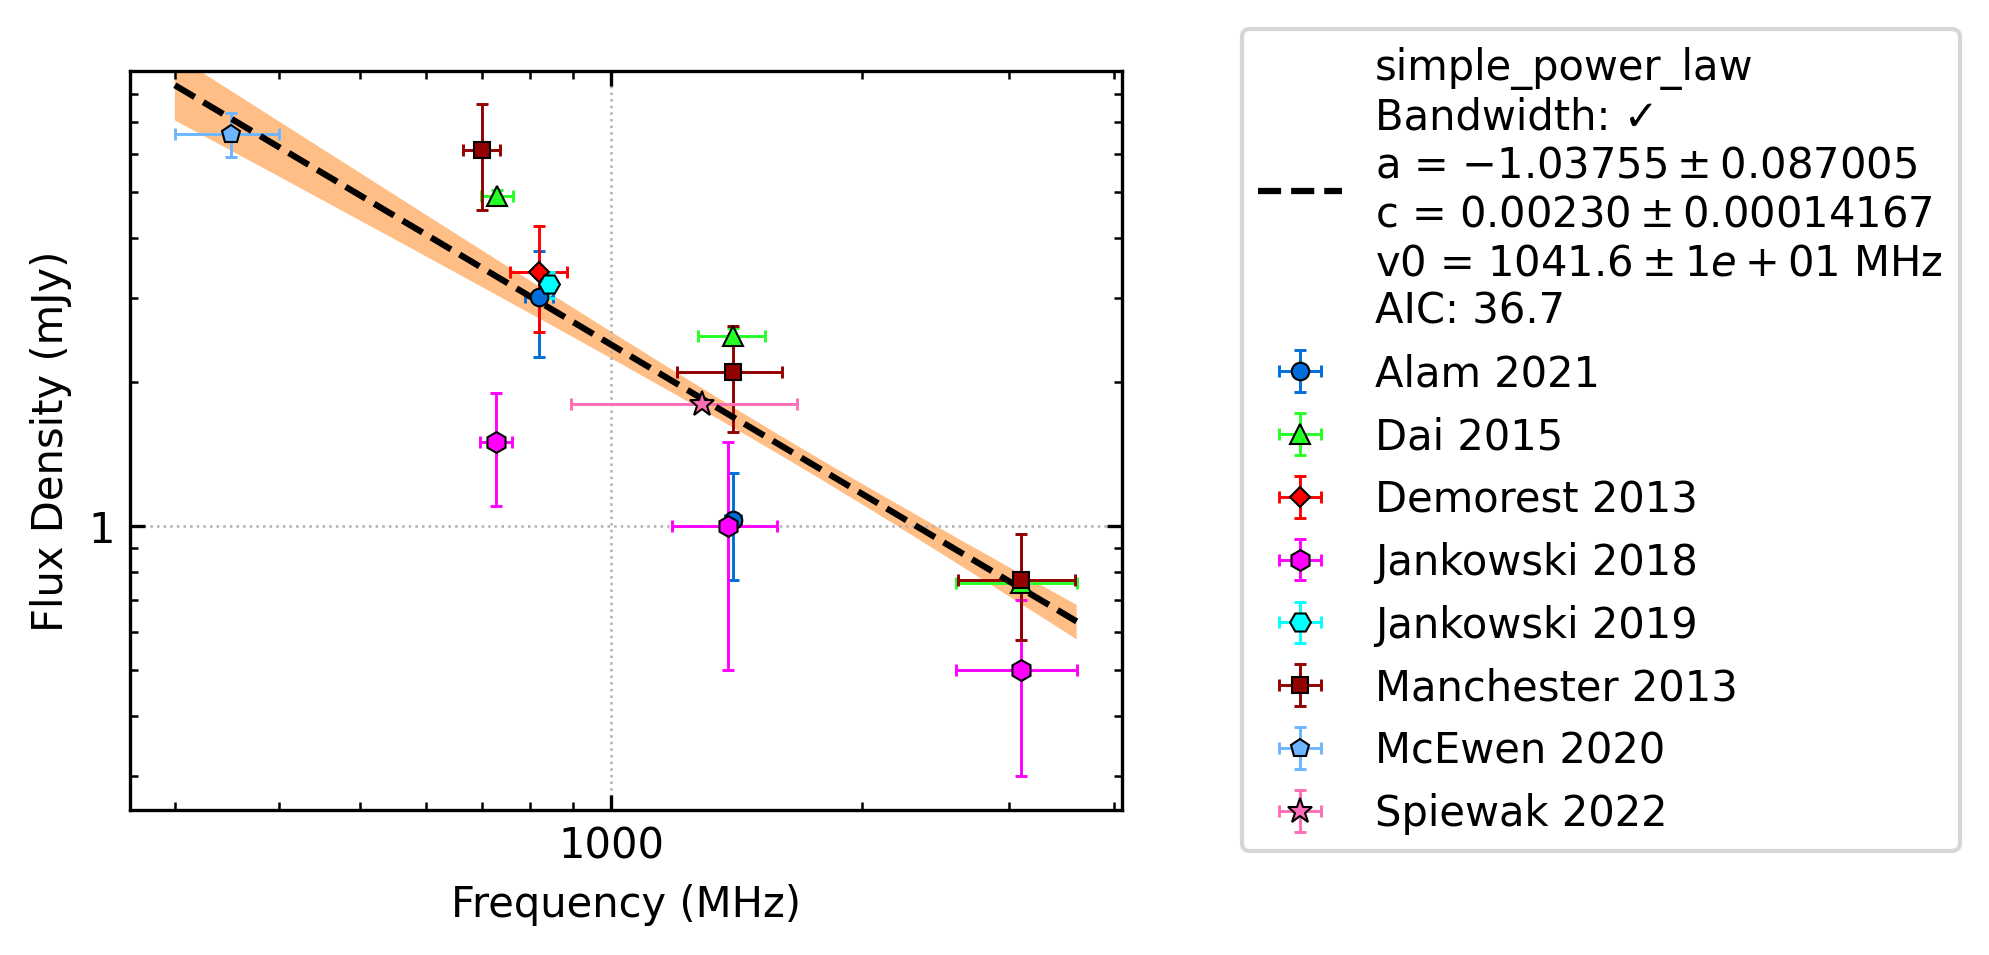 Flux Density (mJy)
1
1000
Frequency (MHz)
simple_power_law
Bandwidth: ✓
a = −1.03755 ± 0.087005
c = 0.00230 ± 0.00014167
v0 = 1041.6 ± 1e + 01 MHz
AIC: 36.7
Alam 2021
Dai 2015
Demorest 2013
Jankowski 2018
Jankowski 2019
Manchester 2013
McEwen 2020
Spiewak 2022